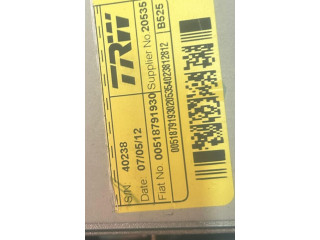 TRW
S/N 40238
Date 07/05/12 Supplier No 20535
Fiat No 00518791930 B525
00518791930205354023812812